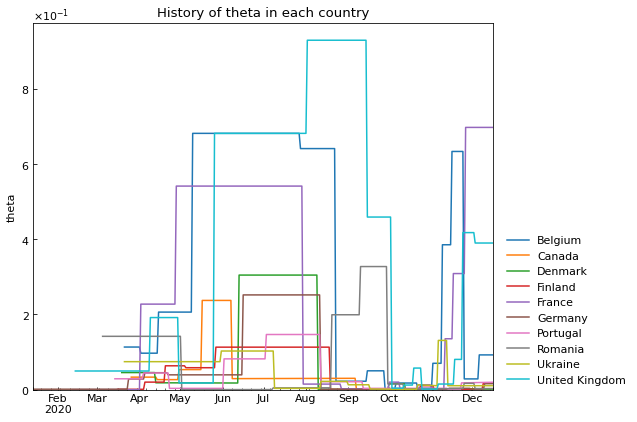 History of theta in each country
×10⁻¹
8
6
4
2
0
theta
Feb Mar Apr May Jun Jul Aug Sep Oct Nov Dec
2020
Belgium
Canada
Denmark
Finland
France
Germany
Portugal
Romania
Ukraine
United Kingdom